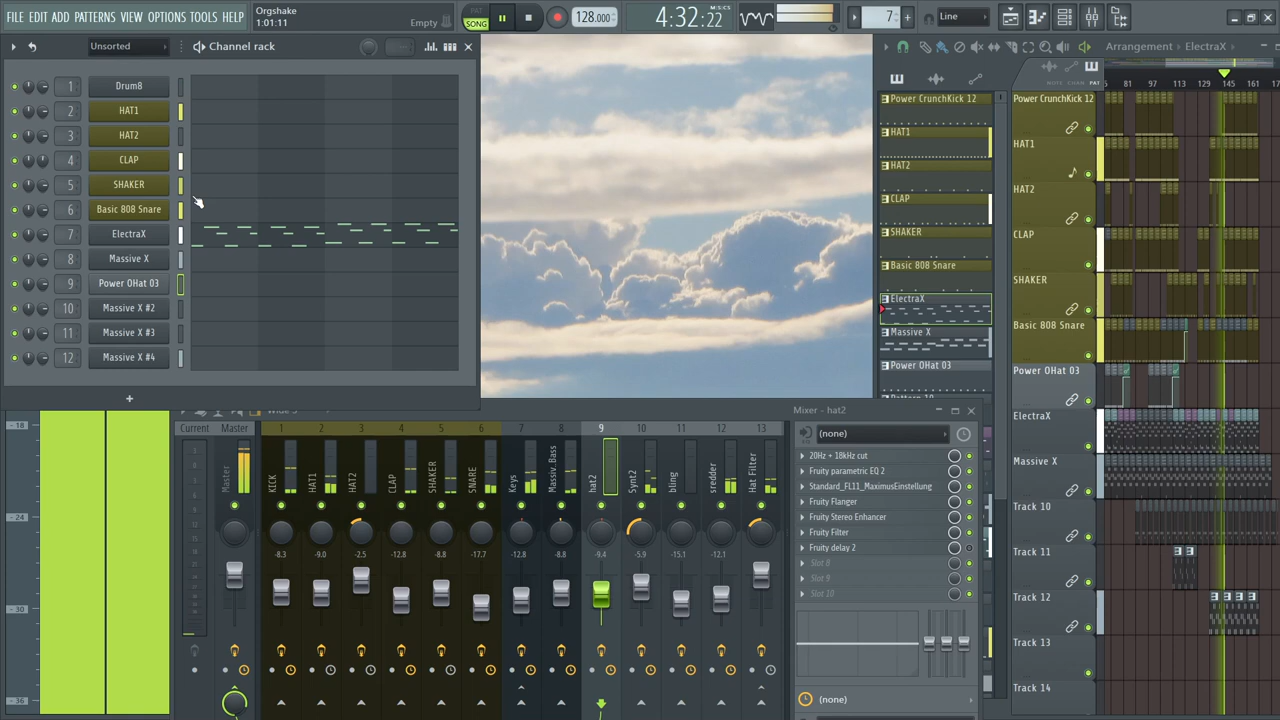 FILE EDIT ADD PATTERNS VIEW OPTIONS TOOLS HELP
Orgshake
1:01:11
Empty
PAT
SONG
128.000
4:32:22
7
Line
Unsorted
Channel rack
Arrangement
ElectraX
1 Drum8
2 HAT1
3 HAT2
4 CLAP
5 SHAKER
6 Basic 808 Snare
7 ElectraX
8 Massive X
9 Power OHat 03
10 Massive X #2
11 Massive X #3
12 Massive X #4
+
Power CrunchKick 12
HAT1
HAT2
CLAP
SHAKER
Basic 808 Snare
ElectraX
Massive X
Power OHat 03
81 97 113 129 145 161
Power CrunchKick 12
HAT1
HAT2
CLAP
SHAKER
Basic 808 Snare
Power OHat 03
ElectraX
Massive X
Track 10
Track 11
Track 12
Track 13
Track 14
-18
-24
-30
-36
Current Master 1 2 3 4 5 6 7 8 9 10 11 12 13
Master KICK HAT1 HAT2 CLAP SHAKER SNARE Keys Massiv. Bass hat2 Synt2 bling sredder Hat Filter
-8.3 -9.0 -2.5 -12.8 -8.8 -17.7 -12.8 -8.8 -9.4 -5.9 -15.1 -12.1
Mixer - hat2
(none)
20Hz + 18kHz cut
Fruity parametric EQ 2
Standard_FL11_MaximusEinstellung
Fruity Flanger
Fruity Stereo Enhancer
Fruity Filter
Fruity delay 2
Slot 8
Slot 9
Slot 10
(none)